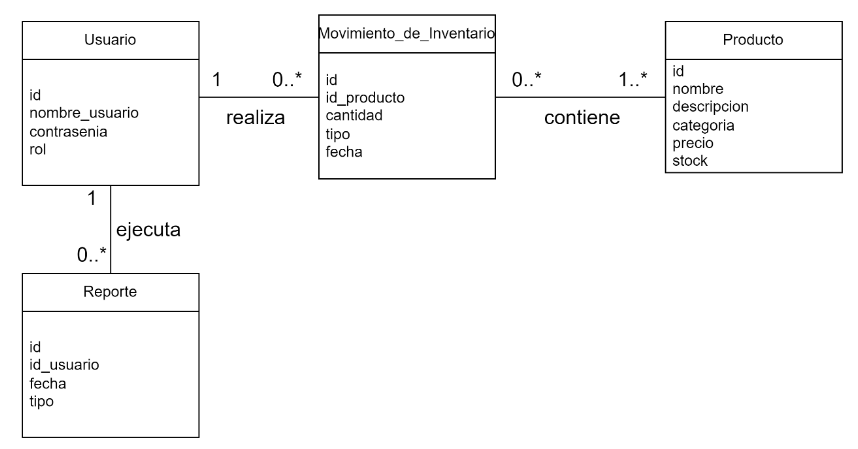 Usuario
id
nombre_usuario
contrasenia
rol
1
0..*
realiza
Movimiento_de_Inventario
id
id_producto
cantidad
tipo
fecha
0..*
1..*
contiene
Producto
id
nombre
descripcion
categoria
precio
stock
1
ejecuta
0..*
Reporte
id
id_usuario
fecha
tipo